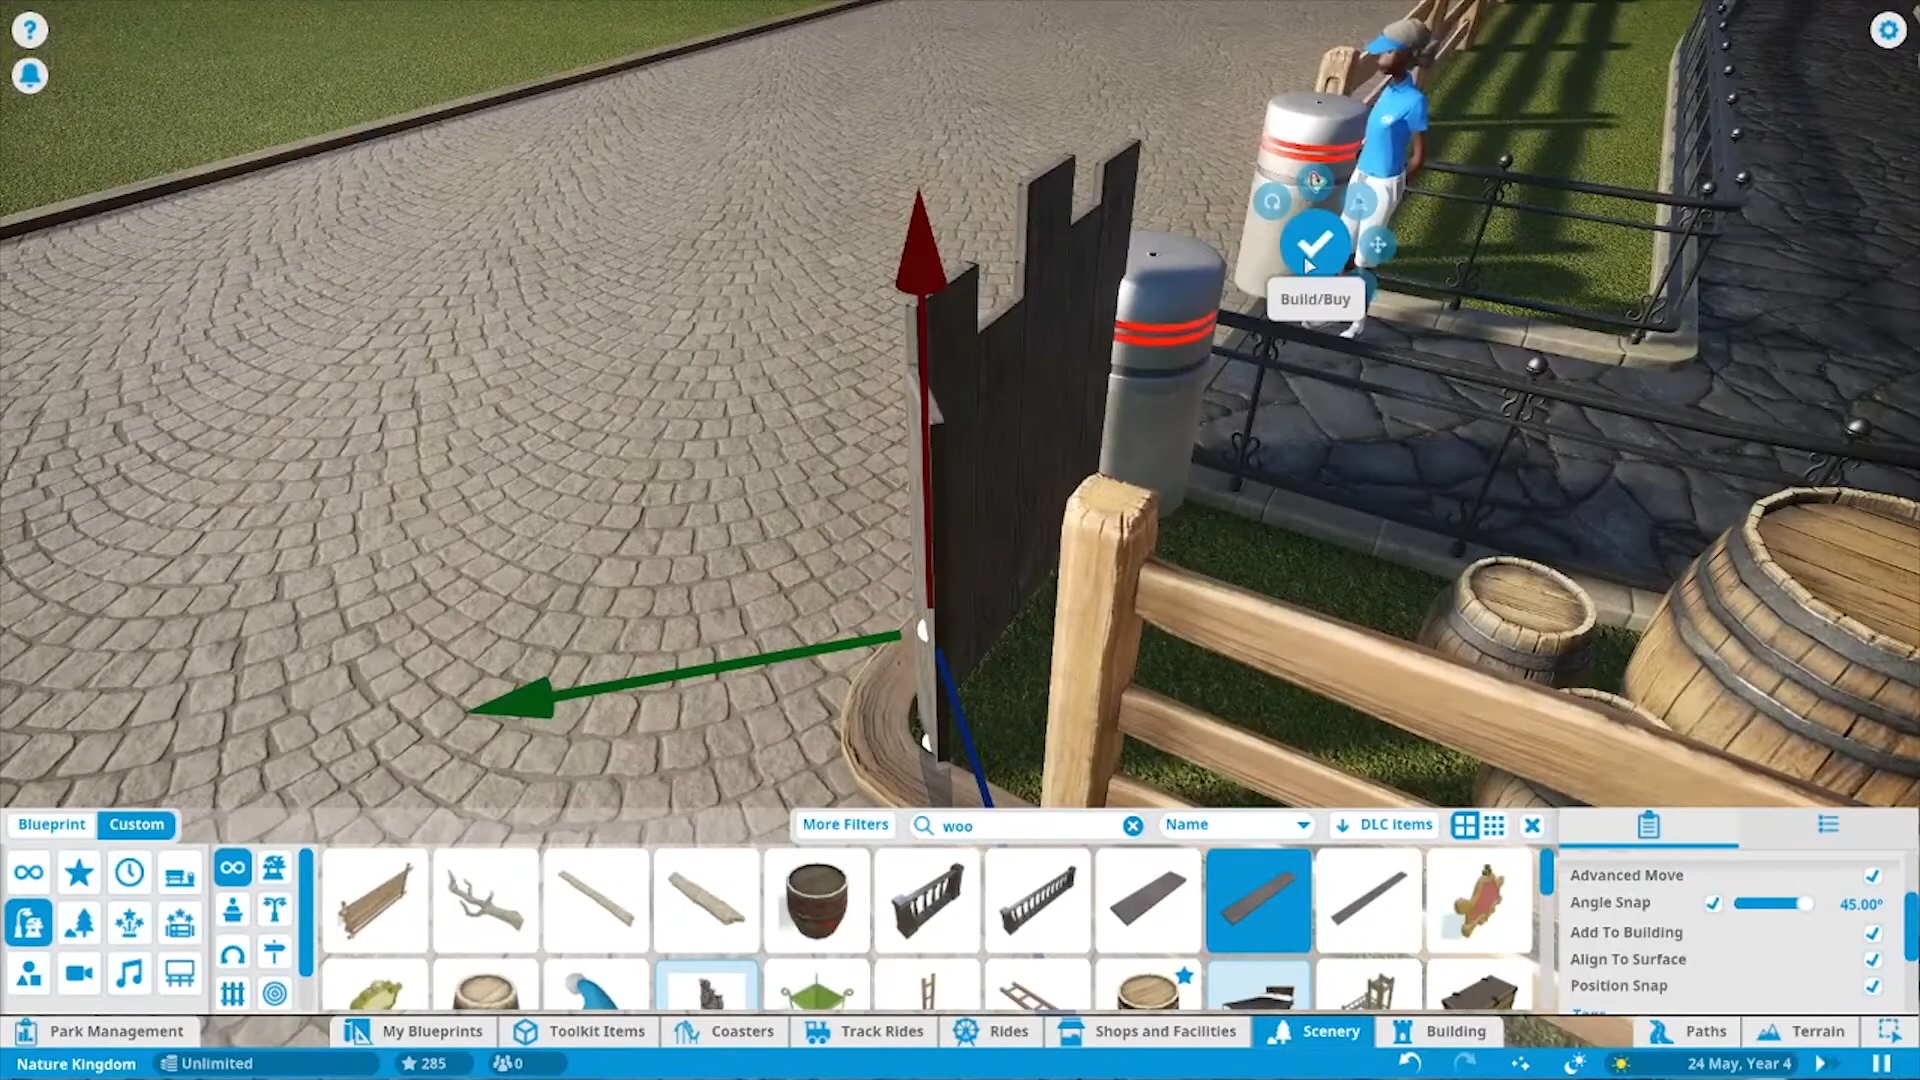 ?
Build/Buy
Blueprint
Custom
More Filters
woo
Name
DLC items
Advanced Move
Angle Snap
45.00°
Add To Building
Align To Surface
Position Snap
Park Management
My Blueprints
Toolkit Items
Coasters
Track Rides
Rides
Shops and Facilities
Scenery
Building
Paths
Terrain
Nature Kingdom
Unlimited
285
0
24 May, Year 4